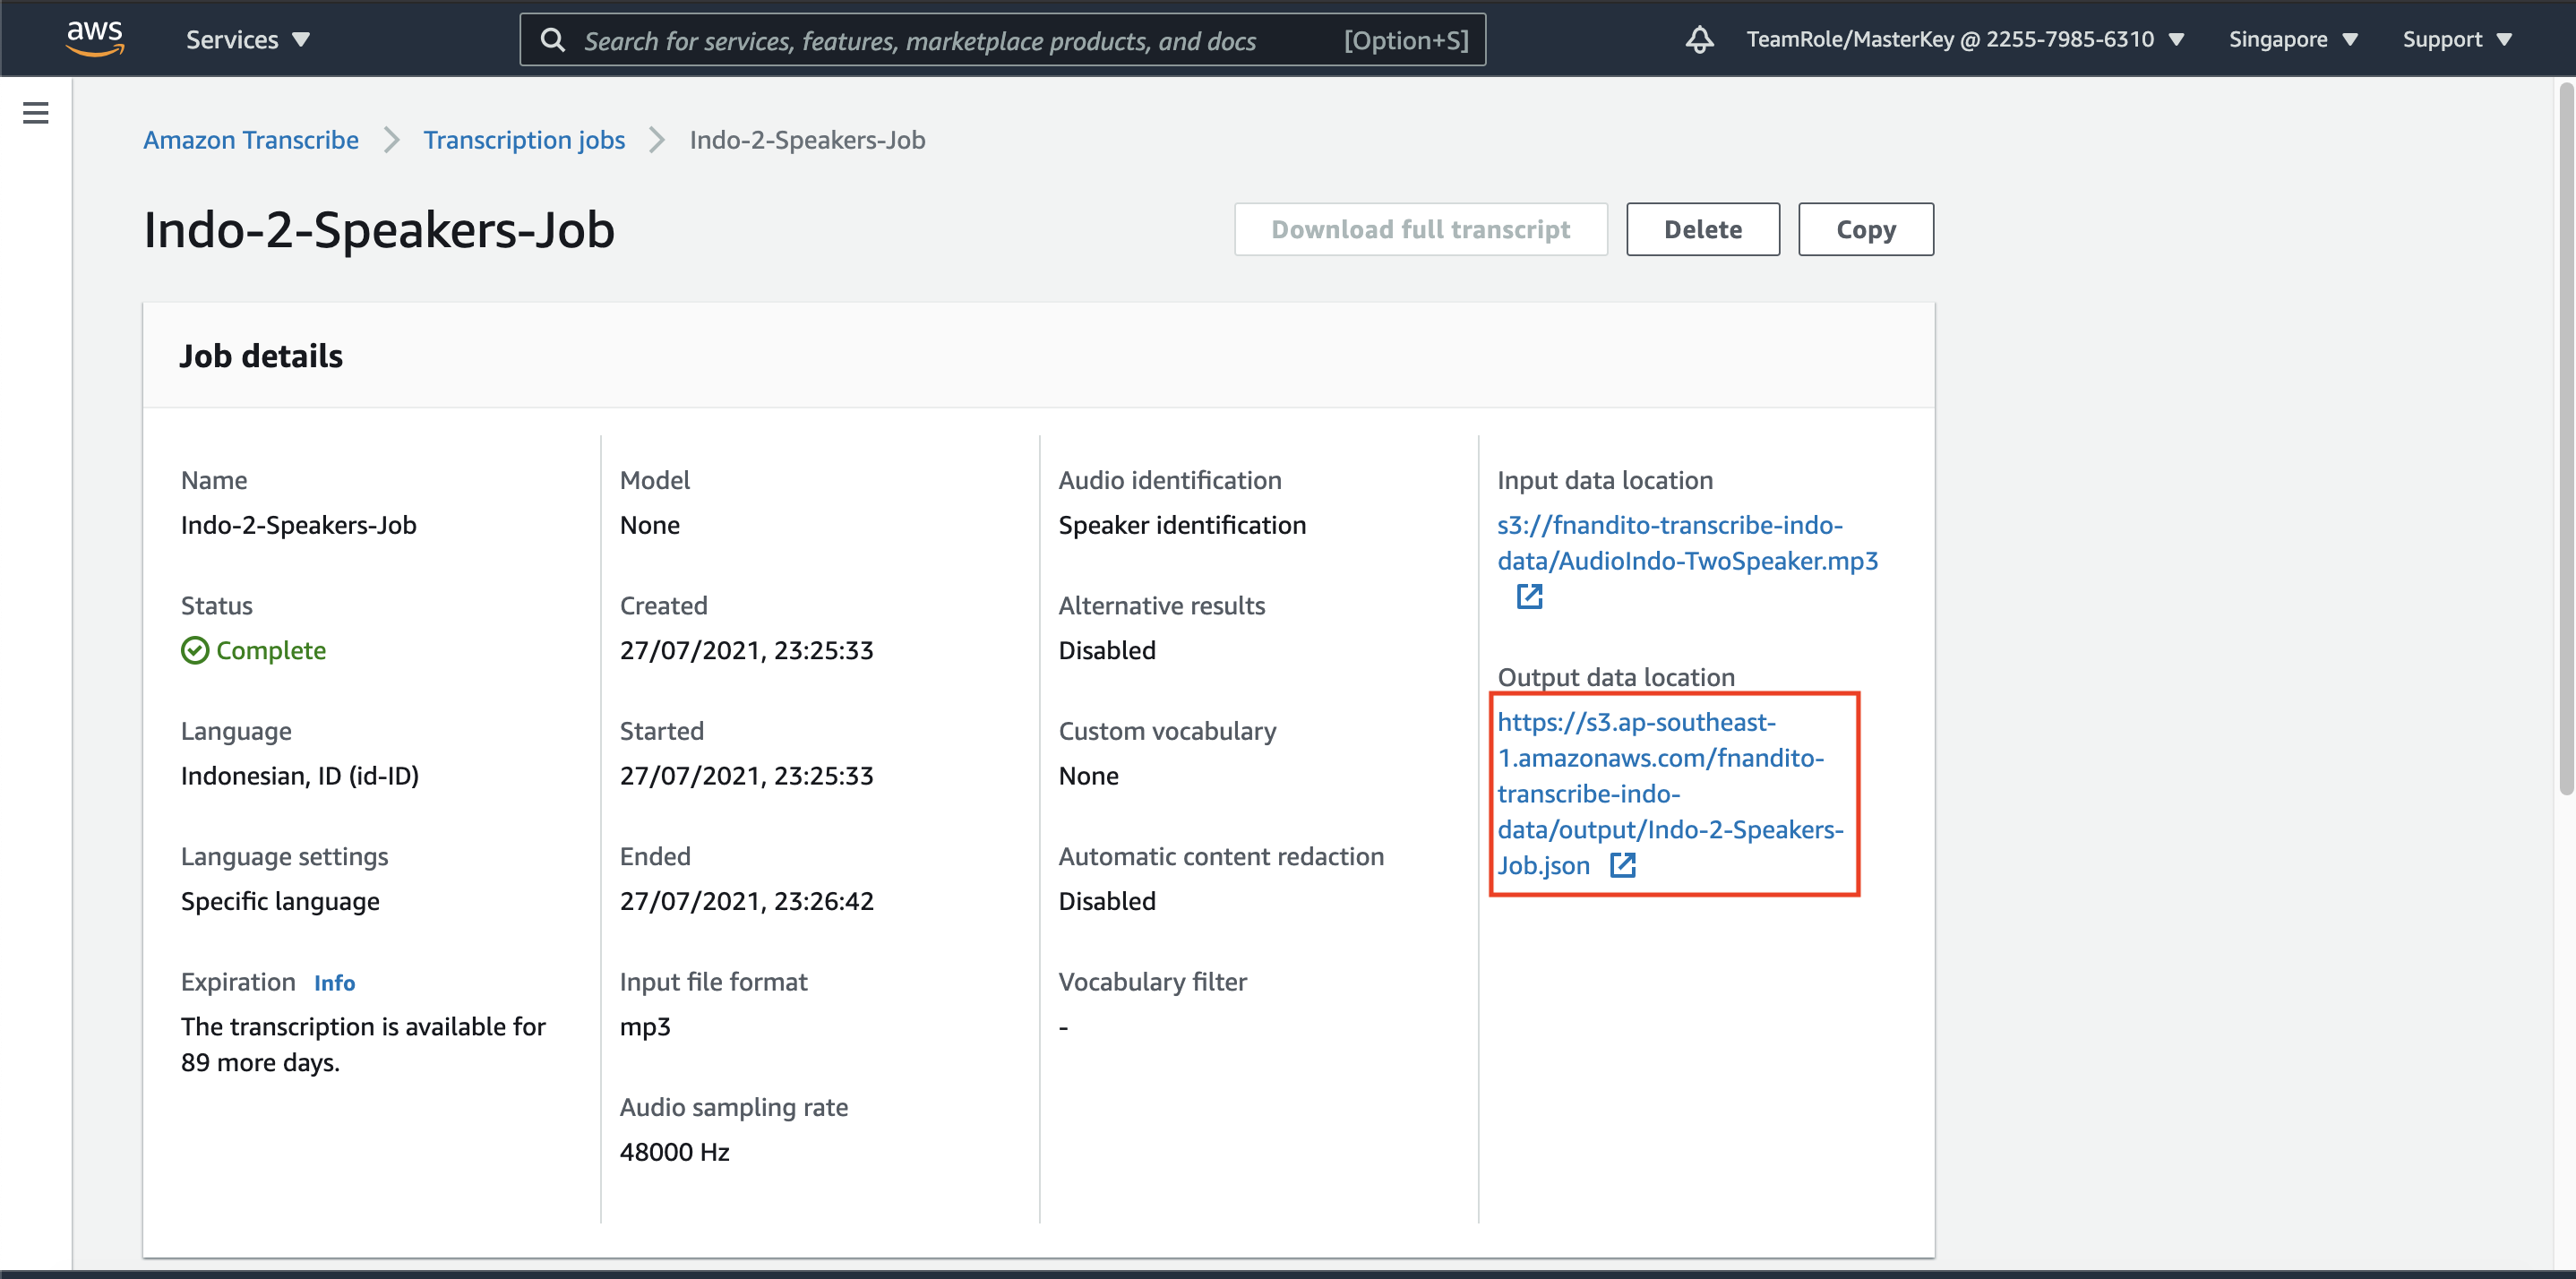 aws Services Search for services, features, marketplace products, and docs [Option+S] TeamRole/MasterKey @ 2255-7985-6310 Singapore Support
Amazon Transcribe Transcription jobs Indo-2-Speakers-Job
Indo-2-Speakers-Job
Download full transcript Delete Copy
Job details
Name
Indo-2-Speakers-Job
Status
Complete
Language
Indonesian, ID (id-ID)
Language settings
Specific language
Expiration Info
The transcription is available for
89 more days.
Model
None
Created
27/07/2021, 23:25:33
Started
27/07/2021, 23:25:33
Ended
27/07/2021, 23:26:42
Input file format
mp3
Audio sampling rate
48000 Hz
Audio identification
Speaker identification
Alternative results
Disabled
Custom vocabulary
None
Automatic content redaction
Disabled
Vocabulary filter
-
Input data location
s3://fnandito-transcribe-indo-
data/AudioIndo-TwoSpeaker.mp3
Output data location
https://s3.ap-southeast-
1.amazonaws.com/fnandito-
transcribe-indo-
data/output/Indo-2-Speakers-
Job.json